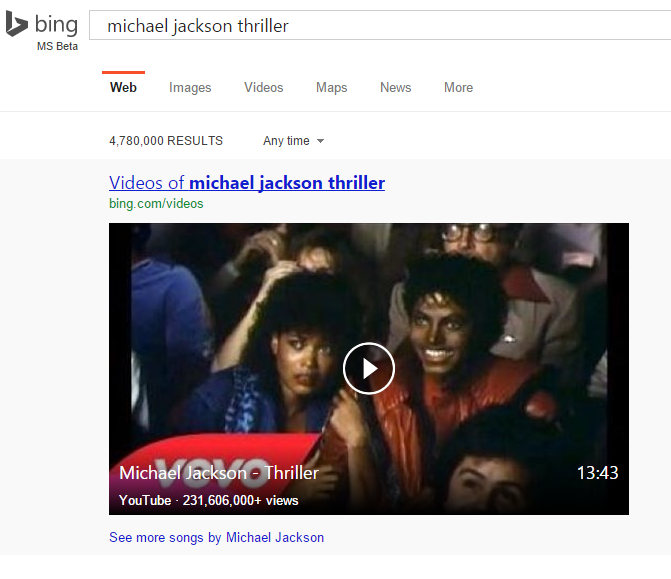 bing
MS Beta
michael jackson thriller
Web Images Videos Maps News More
4,780,000 RESULTS Any time
Videos of michael jackson thriller
bing.com/videos
vevo
Michael Jackson - Thriller 13:43
YouTube · 231,606,000+ views
See more songs by Michael Jackson